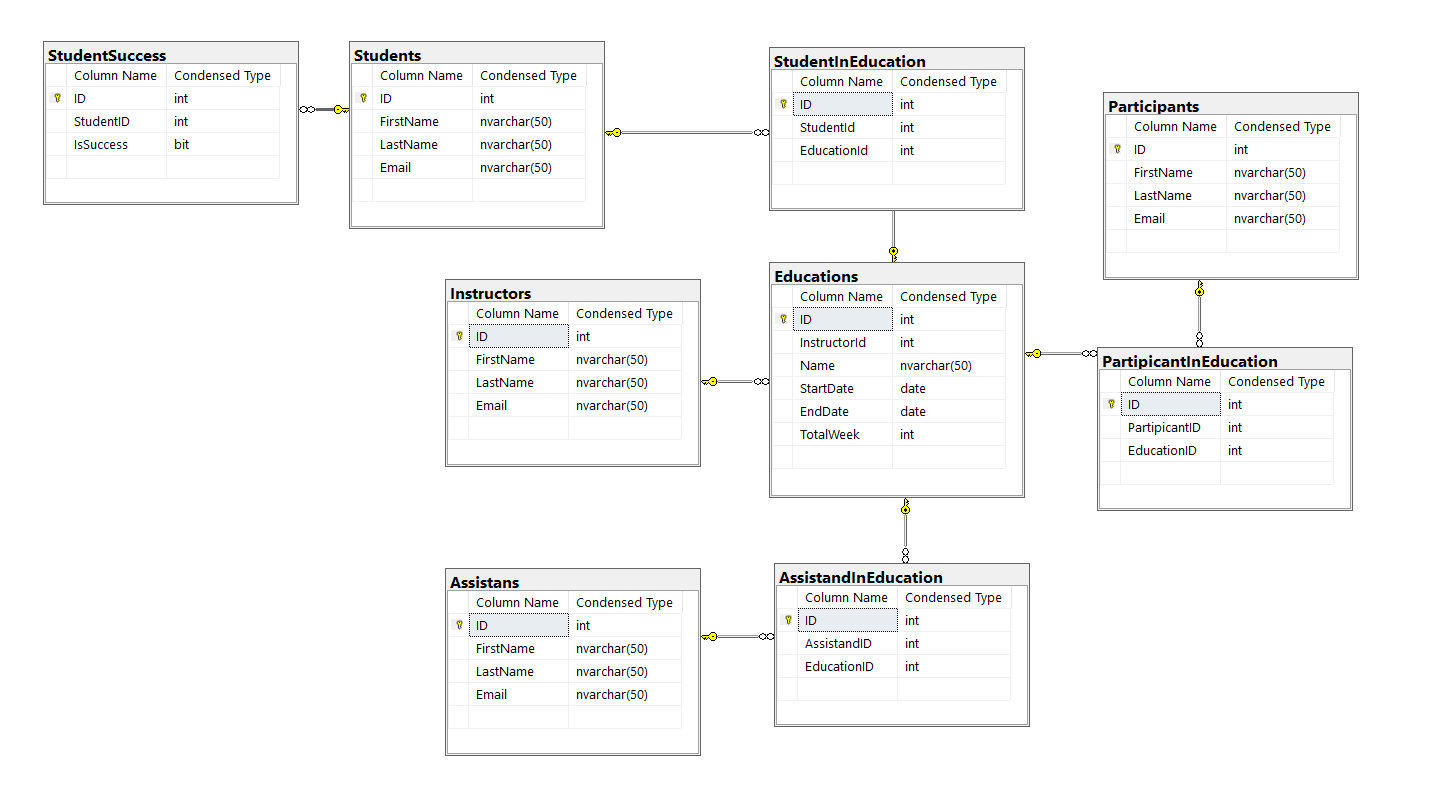 StudentSuccess
Column Name Condensed Type
ID int
StudentID int
IsSuccess bit
Students
Column Name Condensed Type
ID int
FirstName nvarchar(50)
LastName nvarchar(50)
Email nvarchar(50)
StudentInEducation
Column Name Condensed Type
ID int
StudentId int
EducationId int
Participants
Column Name Condensed Type
ID int
FirstName nvarchar(50)
LastName nvarchar(50)
Email nvarchar(50)
Instructors
Column Name Condensed Type
ID int
FirstName nvarchar(50)
LastName nvarchar(50)
Email nvarchar(50)
Educations
Column Name Condensed Type
ID int
InstructorId int
Name nvarchar(50)
StartDate date
EndDate date
TotalWeek int
PartipicantInEducation
Column Name Condensed Type
ID int
PartipicantID int
EducationID int
Assistans
Column Name Condensed Type
ID int
FirstName nvarchar(50)
LastName nvarchar(50)
Email nvarchar(50)
AssistandInEducation
Column Name Condensed Type
ID int
AssistandID int
EducationID int